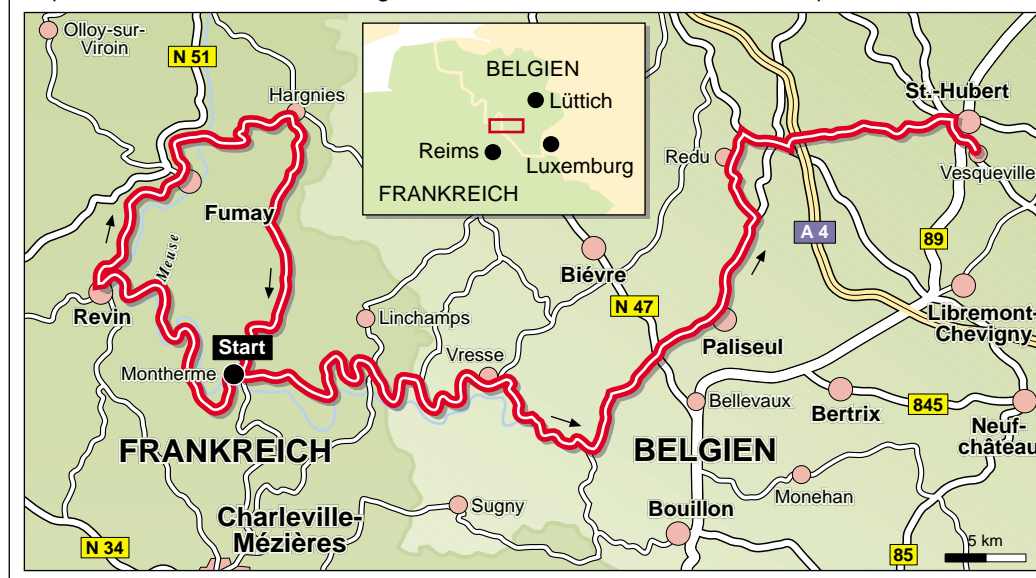 Olloy-sur-
Viroin
N 51
Hargnies
BELGIEN
Lüttich
Reims
Luxemburg
FRANKREICH
St.-Hubert
Redu
Vesqueville
Fumay
Meuse
A 4
89
Biévre
Revin
Linchamps
N 47
Libremont-
Chevigny
Start
Montherme
Vresse
Paliseul
Bellevaux
Bertrix
845
Neuf-
château
FRANKREICH
BELGIEN
Monehan
Sugny
Bouillon
Charleville-
Mézières
N 34
85
5 km